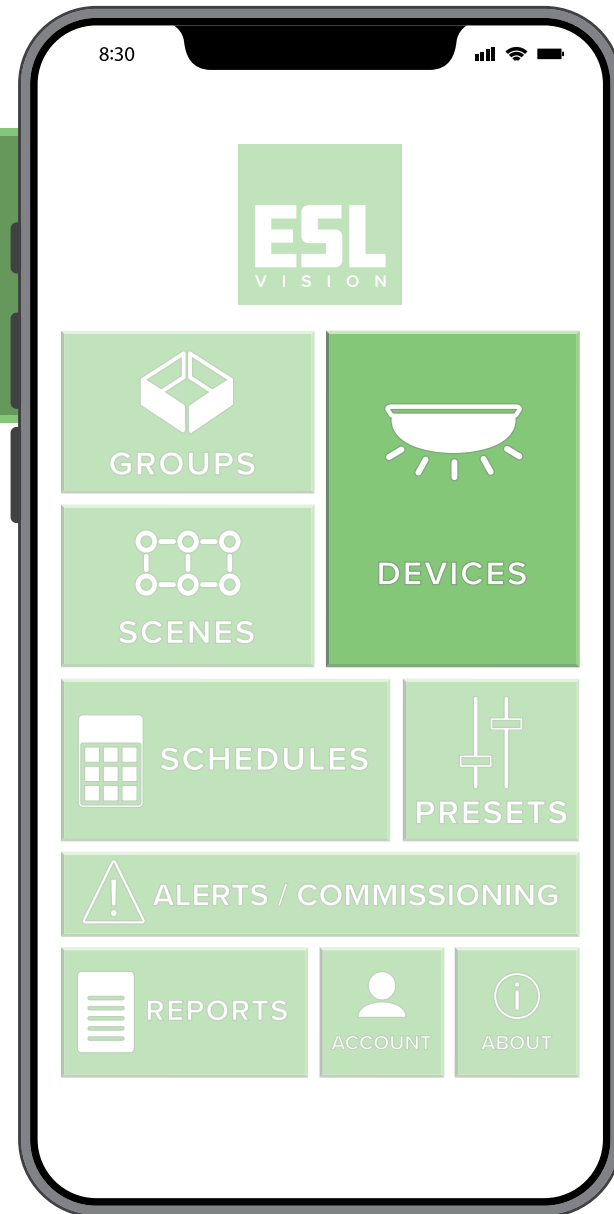 8:30
ESL
VISION
GROUPS
DEVICES
SCENES
SCHEDULES
PRESETS
ALERTS / COMMISSIONING
REPORTS
ACCOUNT
ABOUT